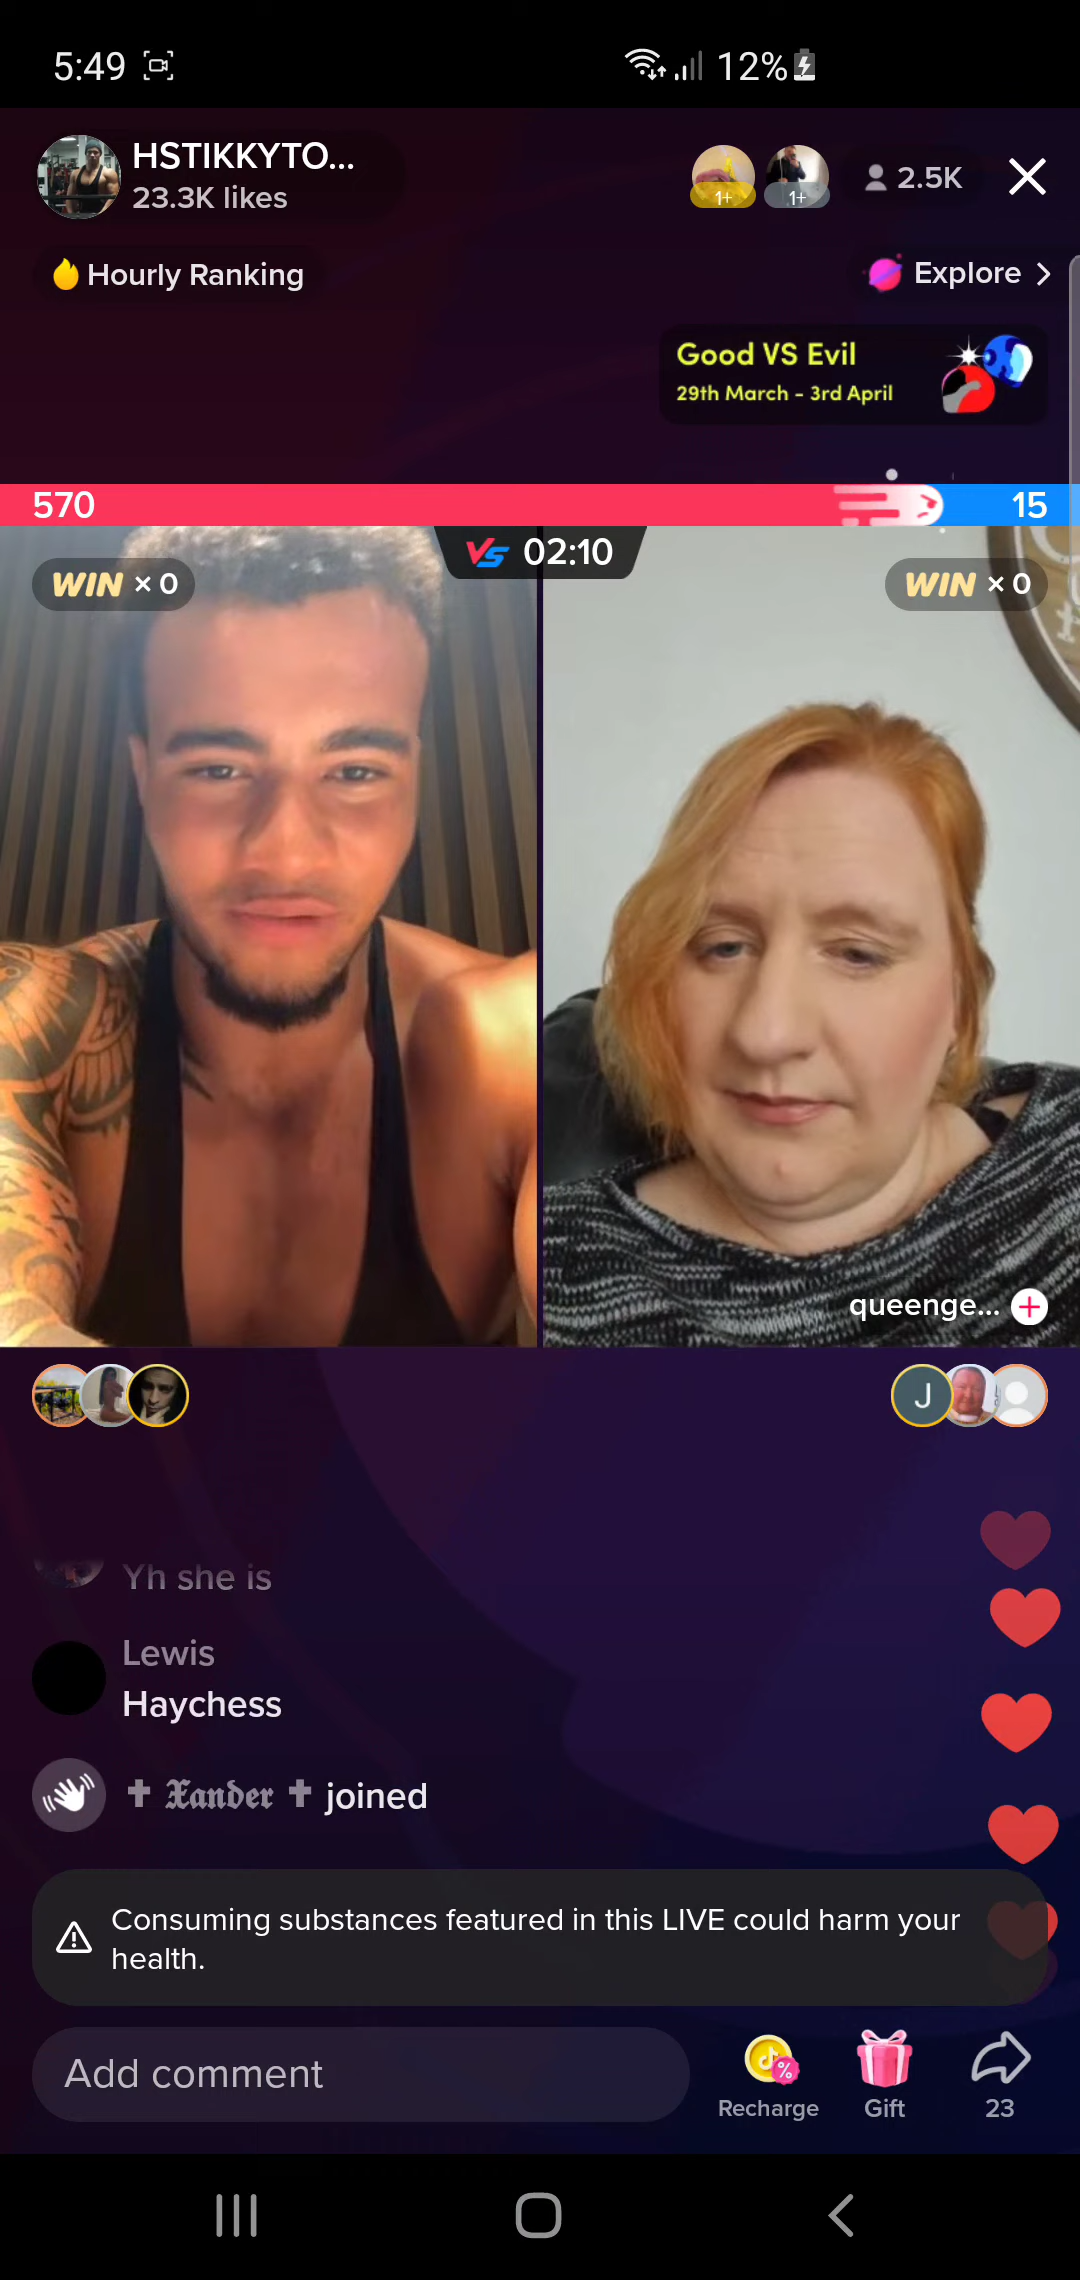 5:49
12%
HSTIKKYTO...
23.3K likes
1+
1+
2.5K
Hourly Ranking
Explore
Good VS Evil
29th March - 3rd April
570
15
VS 02:10
WIN × 0
WIN × 0
queenge...
J
Yh she is
Lewis
Haychess
✝ 𝖃𝖆𝖓𝖉𝖊𝖗 ✝ joined
Consuming substances featured in this LIVE could harm your
health.
Add comment
%
Recharge
Gift
23